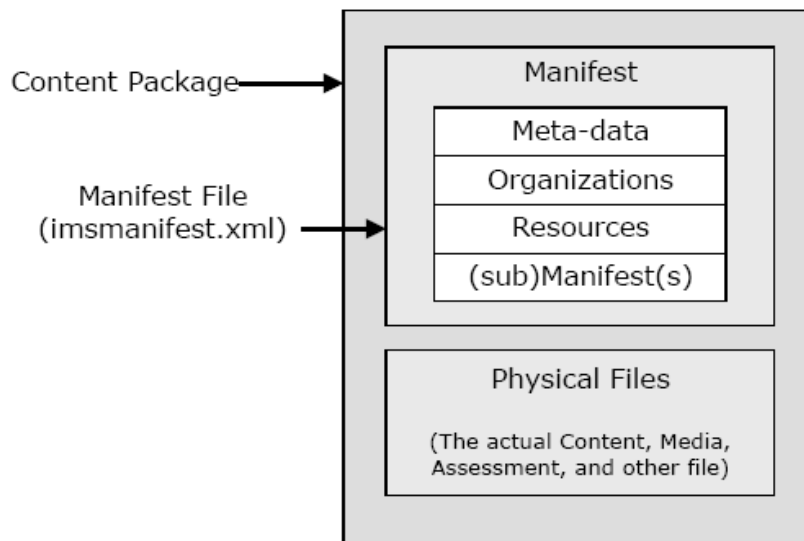 Content Package
Manifest File
(imsmanifest.xml)
Manifest
Meta-data
Organizations
Resources
(sub)Manifest(s)
Physical Files
(The actual Content, Media,
Assessment, and other file)